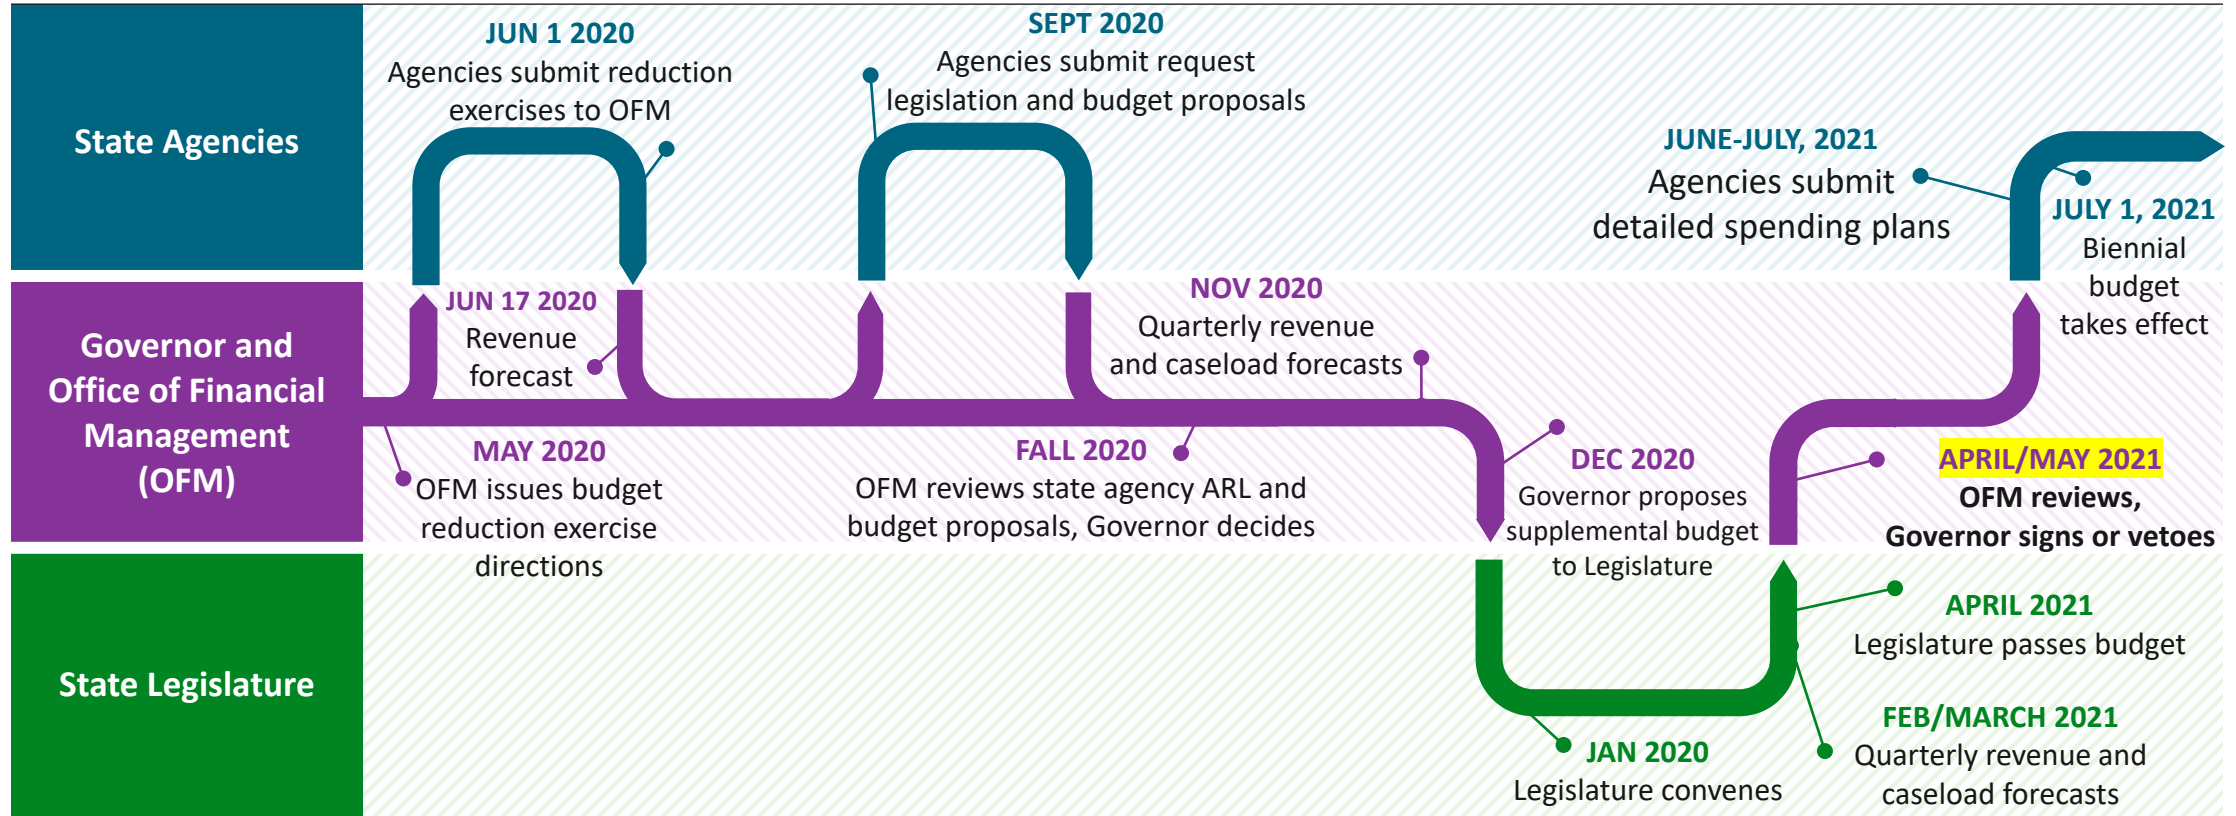 State Agencies
JUN 1 2020
Agencies submit reduction
exercises to OFM
SEPT 2020
Agencies submit request
legislation and budget proposals
JUNE-JULY, 2021
Agencies submit
detailed spending plans
JULY 1, 2021
Biennial
budget
takes effect
Governor and
Office of Financial
Management
(OFM)
JUN 17 2020
Revenue
forecast
MAY 2020
OFM issues budget
reduction exercise
directions
NOV 2020
Quarterly revenue
and caseload forecasts
FALL 2020
OFM reviews state agency ARL and
budget proposals, Governor decides
DEC 2020
Governor proposes
supplemental budget
to Legislature
APRIL/MAY 2021
OFM reviews,
Governor signs or vetoes
State Legislature
JAN 2020
Legislature convenes
APRIL 2021
Legislature passes budget
FEB/MARCH 2021
Quarterly revenue and
caseload forecasts